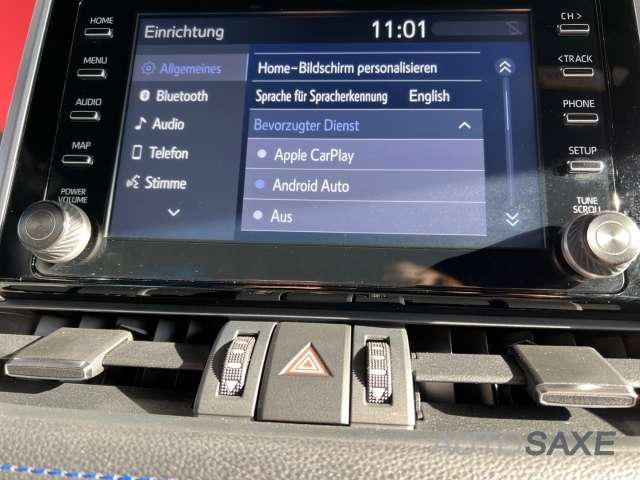 HOME
MENU
AUDIO
MAP
POWER
VOLUME
Einrichtung
11:01
Allgemeines
Bluetooth
Audio
Telefon
Stimme
Home-Bildschirm personalisieren
Sprache für Spracherkennung English
Bevorzugter Dienst
Apple CarPlay
Android Auto
Aus
CH >
< TRACK
PHONE
SETUP
TUNE
SCROLL
AUTOSAXE